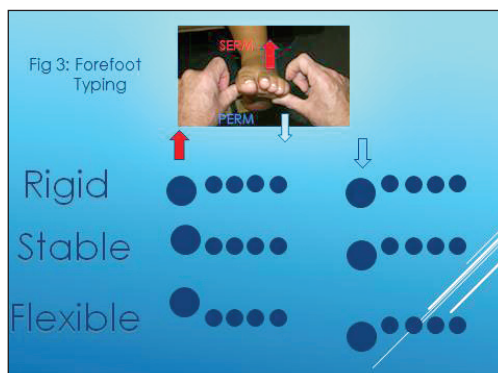 SERM
Fig 3: Forefoot
Typing
PERM
Rigid
Stable
Flexible